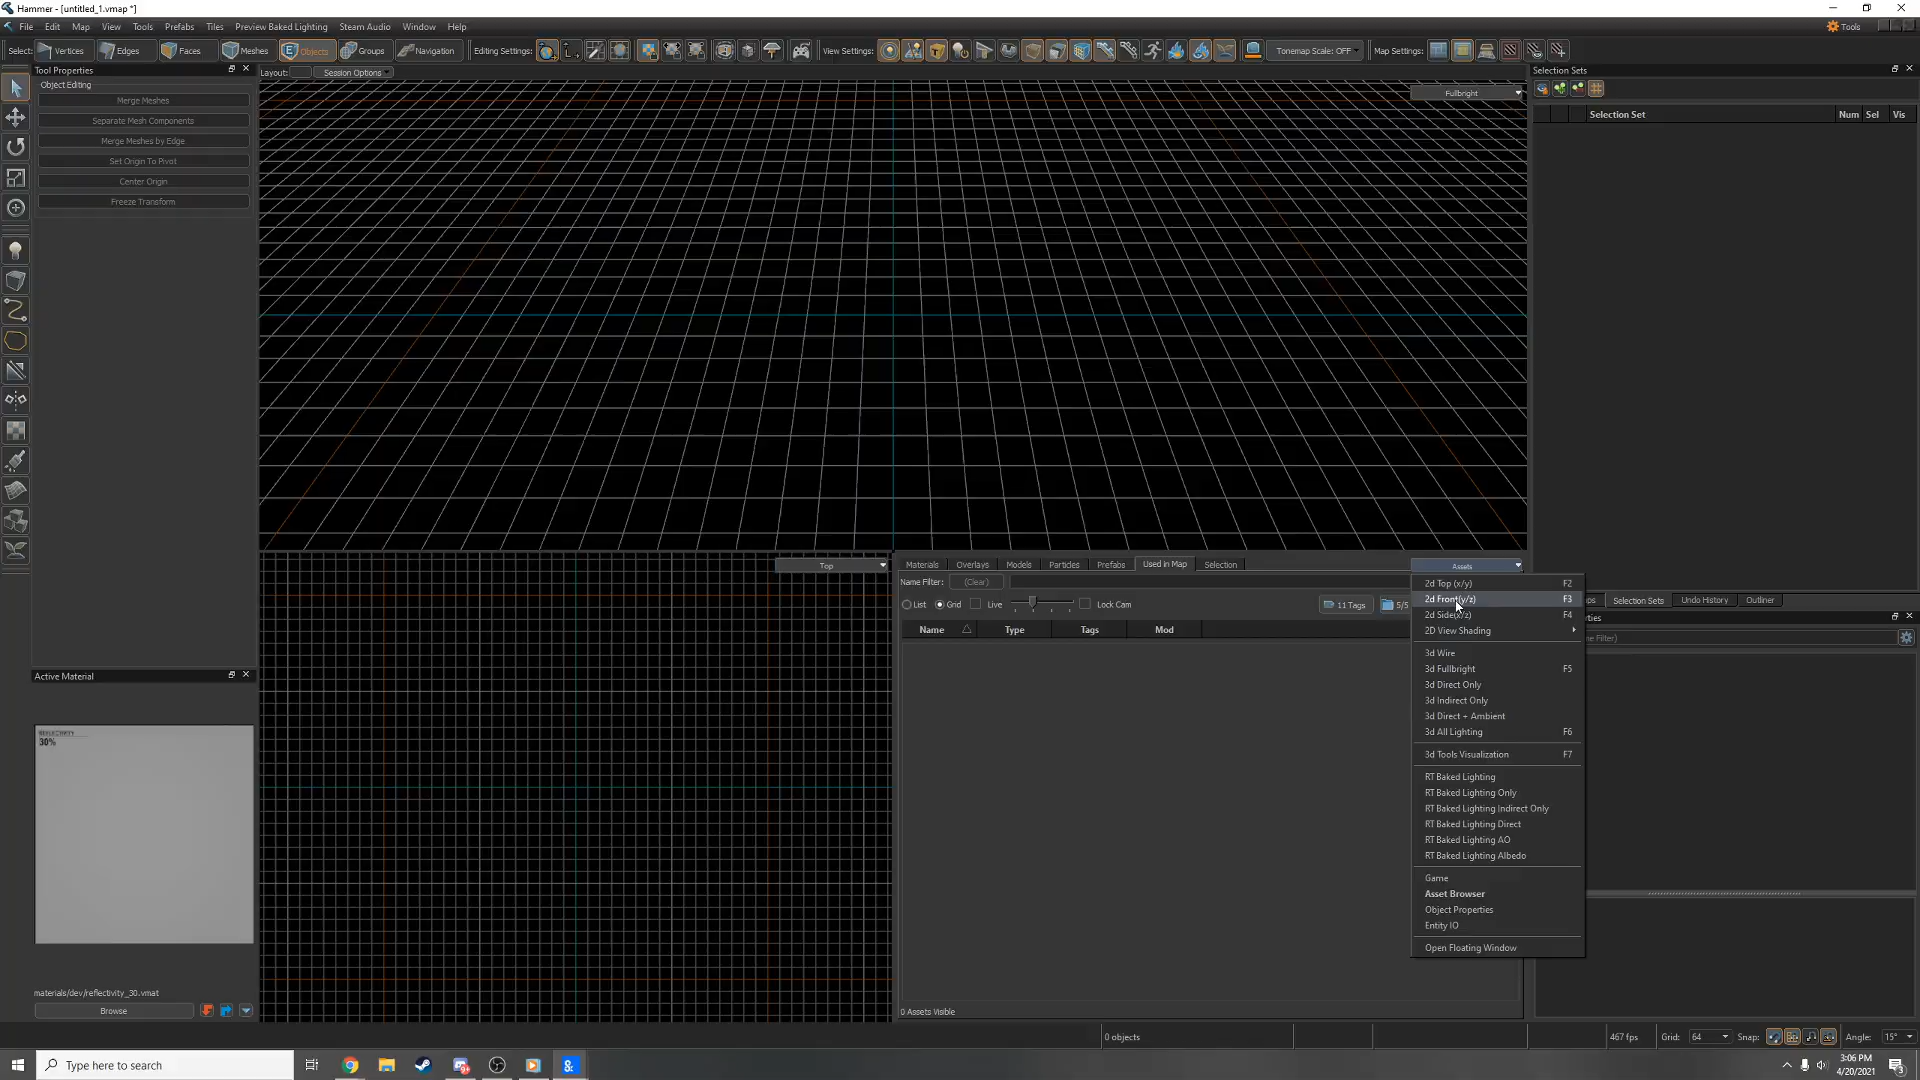 Hammer - [untitled_1.vmap *]
File Edit Map View Tools Prefabs Tiles Preview Baked Lighting Steam Audio Window Help
Tools
Select: Vertices Edges Faces Meshes Objects Groups Navigation Editing Settings: View Settings: Tonemap Scale: OFF Map Settings:
Tool Properties
Layout: Session Options
Selection Sets
Object Editing
Fullbright
Merge Meshes
Selection Set Num Sel Vis
Separate Mesh Components
Merge Meshes by Edge
Set Origin To Pivot
Center Origin
Freeze Transform
Top
Materials Overlays Models Particles Prefabs Used in Map Selection
Assets
Name Filter: (Clear)
List Grid Live Lock Cam 11 Tags 5/5
Name Type Tags Mod
2d Top (x/y) F2
2d Front(y/z) F3
2d Side(x/z) F4
2D View Shading
3d Wire
3d Fullbright F5
3d Direct Only
3d Indirect Only
3d Direct + Ambient
3d All Lighting F6
3d Tools Visualization F7
RT Baked Lighting
RT Baked Lighting Only
RT Baked Lighting Indirect Only
RT Baked Lighting Direct
RT Baked Lighting AO
RT Baked Lighting Albedo
Game
Asset Browser
Object Properties
Entity IO
Open Floating Window
Selection Sets Undo History Outliner
Active Material
REFLECTIVITY
30%
materials/dev/reflectivity_30.vmat
Browse
0 Assets Visible
0 objects 467 fps Grid: 64 Snap: Angle: 15°
Type here to search
3:06 PM
4/20/2021